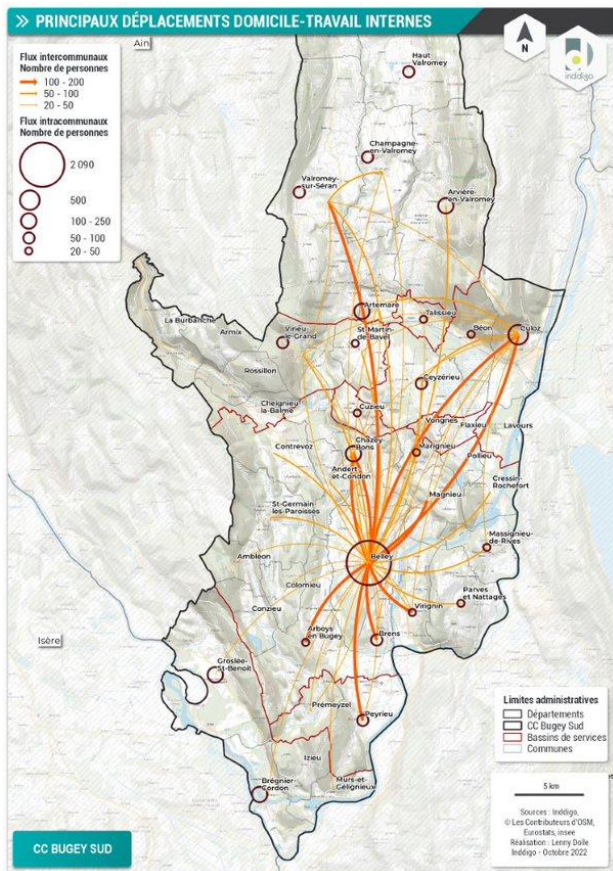 >> PRINCIPAUX DÉPLACEMENTS DOMICILE-TRAVAIL INTERNES
Ain
N
inddigo
Flux intercommunaux
Nombre de personnes
100 - 200
50 - 100
20 - 50
Flux intracommunaux
Nombre de personnes
2 090
500
100 - 250
50 - 100
20 - 50
Haut
Valromey
Champagne-
en-Valromey
Valromey-
sur-Séran
Arvière-
en-Valromey
Artemare
Talissieu
Béon
Culoz
La Burbanche
Armix
Virieu-
le-Grand
St-Martin-
de-Bavel
Rossillon
Ceyzérieu
Cheignieu-
la-Balme
Cuzieu
Vongnes
Flaxieu
Lavours
Contrevoz
Chazey-
Bons
Marignieu
Pollieu
Andert-
et-Condon
Magnieu
Cressin-
Rochefort
St-Germain-
les-Paroisses
Massignieu-
de-Rives
Ambléon
Belley
Colomieu
Parves
et Nattages
Conzieu
Virignin
Arboys
en Bugey
Brens
Isère
Groslée-
St-Benoit
Prémeyzel
Peyrieu
Izieu
Brégnier-
Cordon
Murs-et-
Gélignieux
Limites administratives
Départements
CC Bugey Sud
Bassins de services
Communes
5 km
Sources : Inddigo,
© Les Contributeurs d'OSM,
Eurostats, insee
Réalisation : Lenny Dolle
Inddigo - Octobre 2022
CC BUGEY SUD